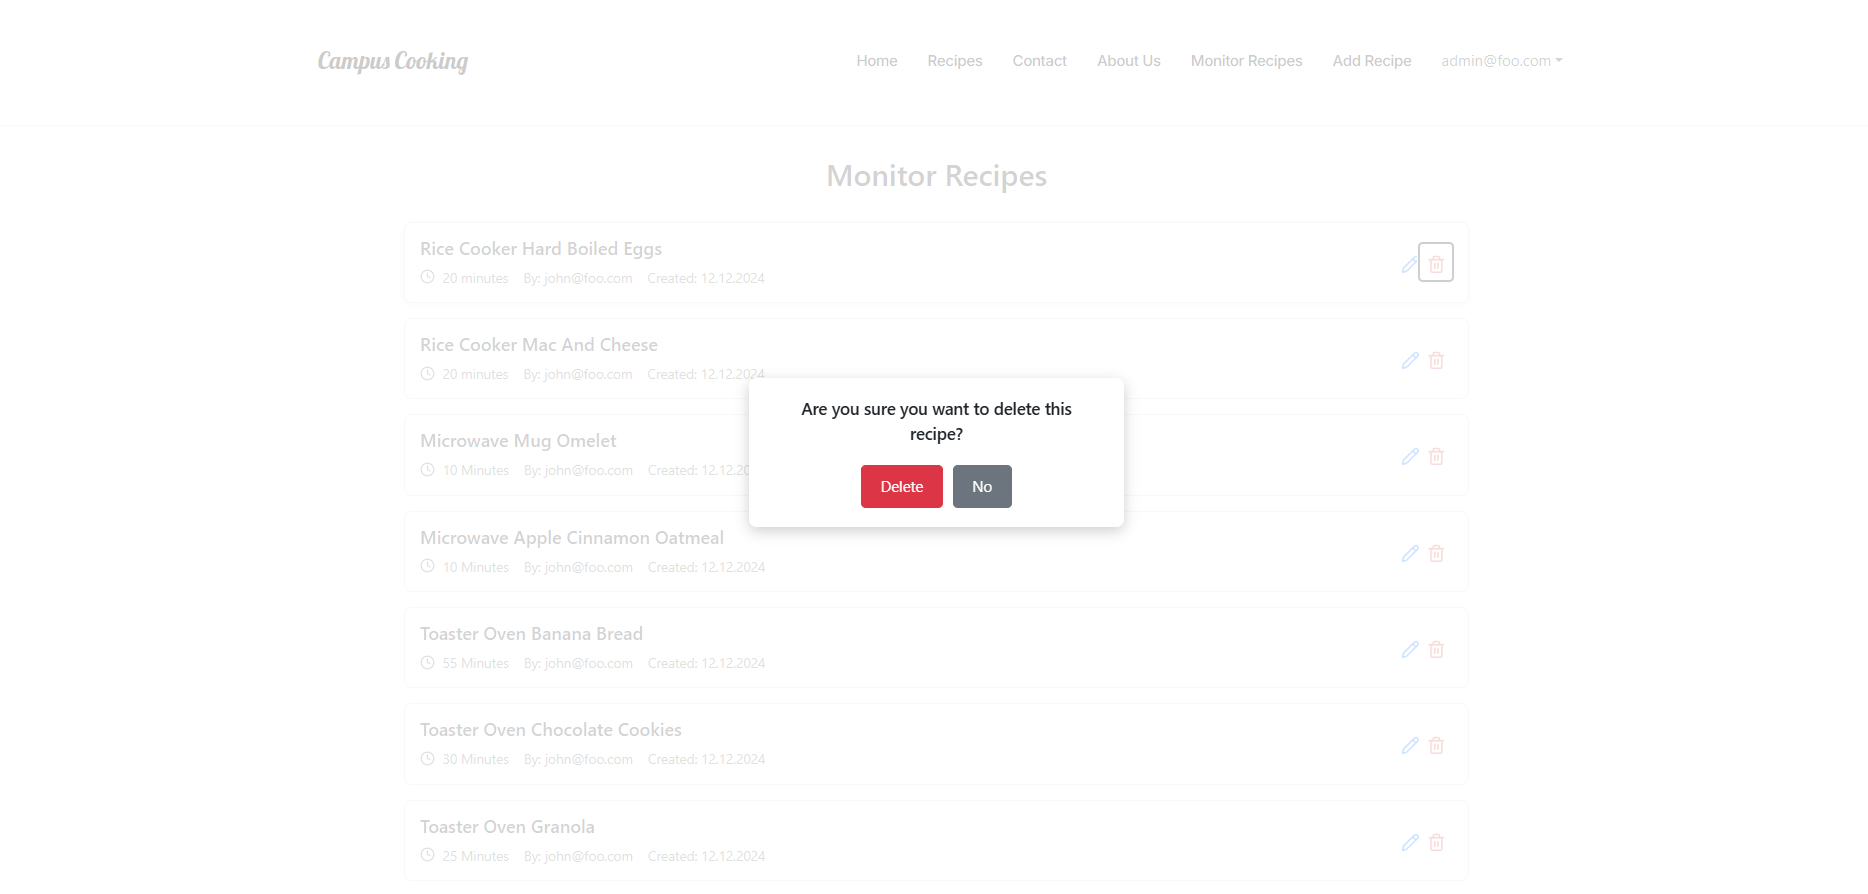 Campus Cooking
Home Recipes Contact About Us Monitor Recipes Add Recipe admin@foo.com
Monitor Recipes
Rice Cooker Hard Boiled Eggs
20 minutes By: john@foo.com Created: 12.12.2024
Rice Cooker Mac And Cheese
20 minutes By: john@foo.com Created: 12.12.2024
Are you sure you want to delete this
recipe?
Delete No
Microwave Mug Omelet
10 Minutes By: john@foo.com Created: 12.12.20
Microwave Apple Cinnamon Oatmeal
10 Minutes By: john@foo.com Created: 12.12.2024
Toaster Oven Banana Bread
55 Minutes By: john@foo.com Created: 12.12.2024
Toaster Oven Chocolate Cookies
30 Minutes By: john@foo.com Created: 12.12.2024
Toaster Oven Granola
25 Minutes By: john@foo.com Created: 12.12.2024